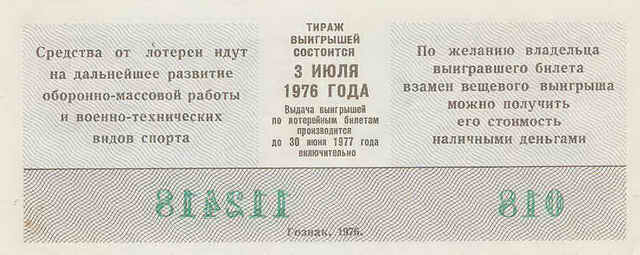 Средства от лотереи идут
на дальнейшее развитие
оборонно-массовой работы
и военно-технических
видов спорта
ТИРАЖ
ВЫИГРЫШЕЙ
СОСТОИТСЯ
3 ИЮЛЯ
1976 ГОДА
Выдача выигрышей
по лотерейным билетам
производится
до 30 июня 1977 года
включительно
По желанию владельца
выигравшего билета
взамен вещевого выигрыша
можно получить
его стоимость
наличными деньгами
Гознак, 1976.